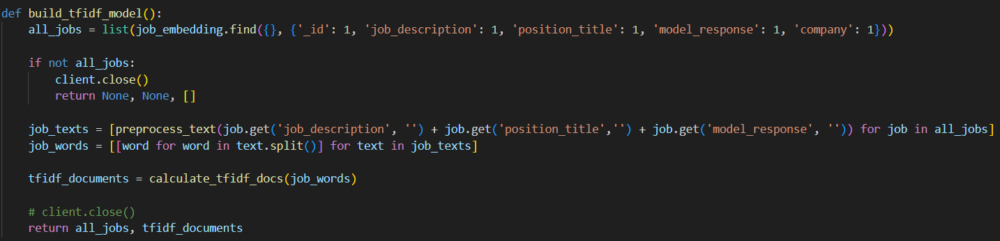 def build_tfidf_model():
    all_jobs = list(job_embedding.find({}, {'_id': 1, 'job_description': 1, 'position_title': 1, 'model_response': 1, 'company': 1}))
    if not all_jobs:
        client.close()
        return None, None, []
    job_texts = [preprocess_text(job.get('job_description', '') + job.get('position_title','') + job.get('model_response', '')) for job in all_jobs]
    job_words = [[word for word in text.split()] for text in job_texts]
    tfidf_documents = calculate_tfidf_docs(job_words)
    # client.close()
    return all_jobs, tfidf_documents